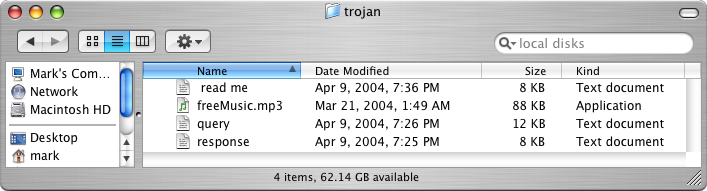 trojan
local disks
Mark's Com...
Network
Macintosh HD
Desktop
mark
Name Date Modified Size Kind
read me Apr 9, 2004, 7:36 PM 8 KB Text document
freeMusic.mp3 Mar 21, 2004, 1:49 AM 88 KB Application
query Apr 9, 2004, 7:26 PM 12 KB Text document
response Apr 9, 2004, 7:25 PM 8 KB Text document
4 items, 62.14 GB available